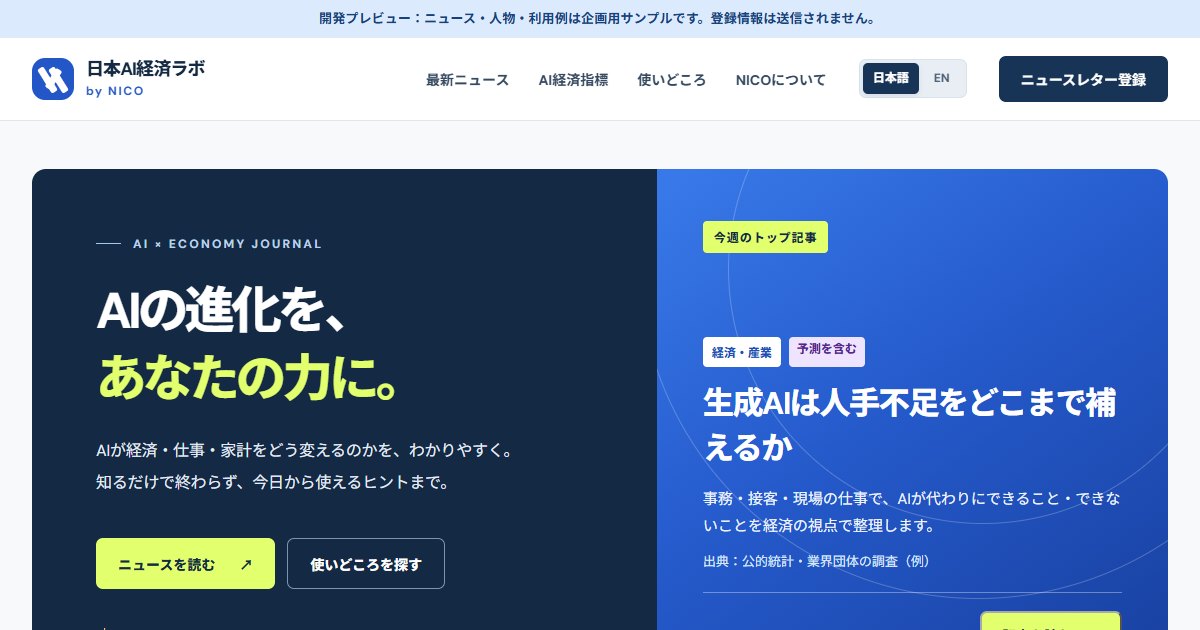 開発プレビュー：ニュース・人物・利用例は企画用サンプルです。登録情報は送信されません。
日本AI経済ラボ
by NICO
最新ニュース
AI経済指標
使いどころ
NICOについて
日本語
EN
ニュースレター登録
AI × ECONOMY JOURNAL
AIの進化を、
あなたの力に。
AIが経済・仕事・家計をどう変えるのかを、わかりやすく。
知るだけで終わらず、今日から使えるヒントまで。
ニュースを読む ↗
使いどころを探す
今週のトップ記事
経済・産業
予測を含む
生成AIは人手不足をどこまで補
えるか
事務・接客・現場の仕事で、AIが代わりにできること・できな
いことを経済の視点で整理します。
出典：公的統計・業界団体の調査（例）